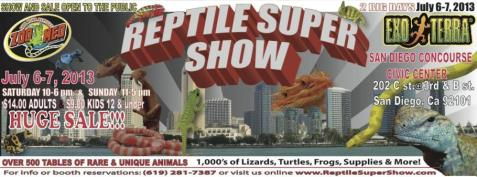 SHOW AND SALE OPEN TO THE PUBLIC
2 BIG DAYS July 6-7, 2013
ZOO MED
REPTILE SUPER
SHOW
EXO TERRA
July 6-7, 2013
SATURDAY 10-6 pm & SUNDAY 11-5 pm
$14.00 ADULTS $9.00 KIDS 12 & under
HUGE SALE!!!
SAN DIEGO CONCOURSE
CIVIC CENTER
202 C st. @3rd & B st.
San Diego, Ca 92101
OVER 500 TABLES OF RARE & UNIQUE ANIMALS
1,000's of Lizards, Turtles, Frogs, Supplies & More!
For info or booth reservations: (619) 281-7387 or visit us online www.ReptileSuperShow.com